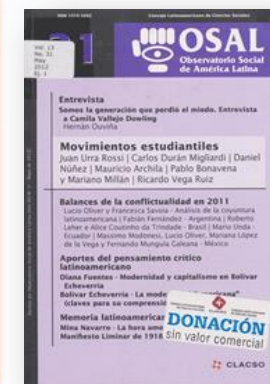 ISSN 1515-3282
Consejo Latinoamericano de Ciencias Sociales
Vol. 13
No. 31
May
2012
Ej. 1
31
OSAL
Observatorio Social
de América Latina
Entrevista
Somos la generación que perdió el miedo. Entrevista
a Camila Vallejo Dowling
Hernán Ouviña
Movimientos estudiantiles
Juan Urra Rossi | Carlos Durán Migliardi | Daniel
Núñez | Mauricio Archila | Pablo Bonavena
y Mariano Millán | Ricardo Vega Ruiz
Balances de la conflictualidad en 2011
Lucio Oliver y Francesca Savoia - Análisis de la coyuntura
latinoamericana | Fabián Fernández - Argentina | Roberto
Leher e Alice Coutinho da Trindade - Brasil | Mario Unda -
Ecuador | Massimo Modonesi, Lucio Oliver, Mariana López
de la Vega y Fernando Munguía Galeana - México
Aportes del pensamiento crítico
latinoamericano
Diana Fuentes - Modernidad y capitalismo en Bolívar
Echeverría
Bolívar Echeverría - La mode
(claves para su comprensió
Memoria latinoamerican
Mina Navarro - La hora ame
Manifiesto Liminar de 1918
DONACIÓN
sin valor comercial
CLACSO